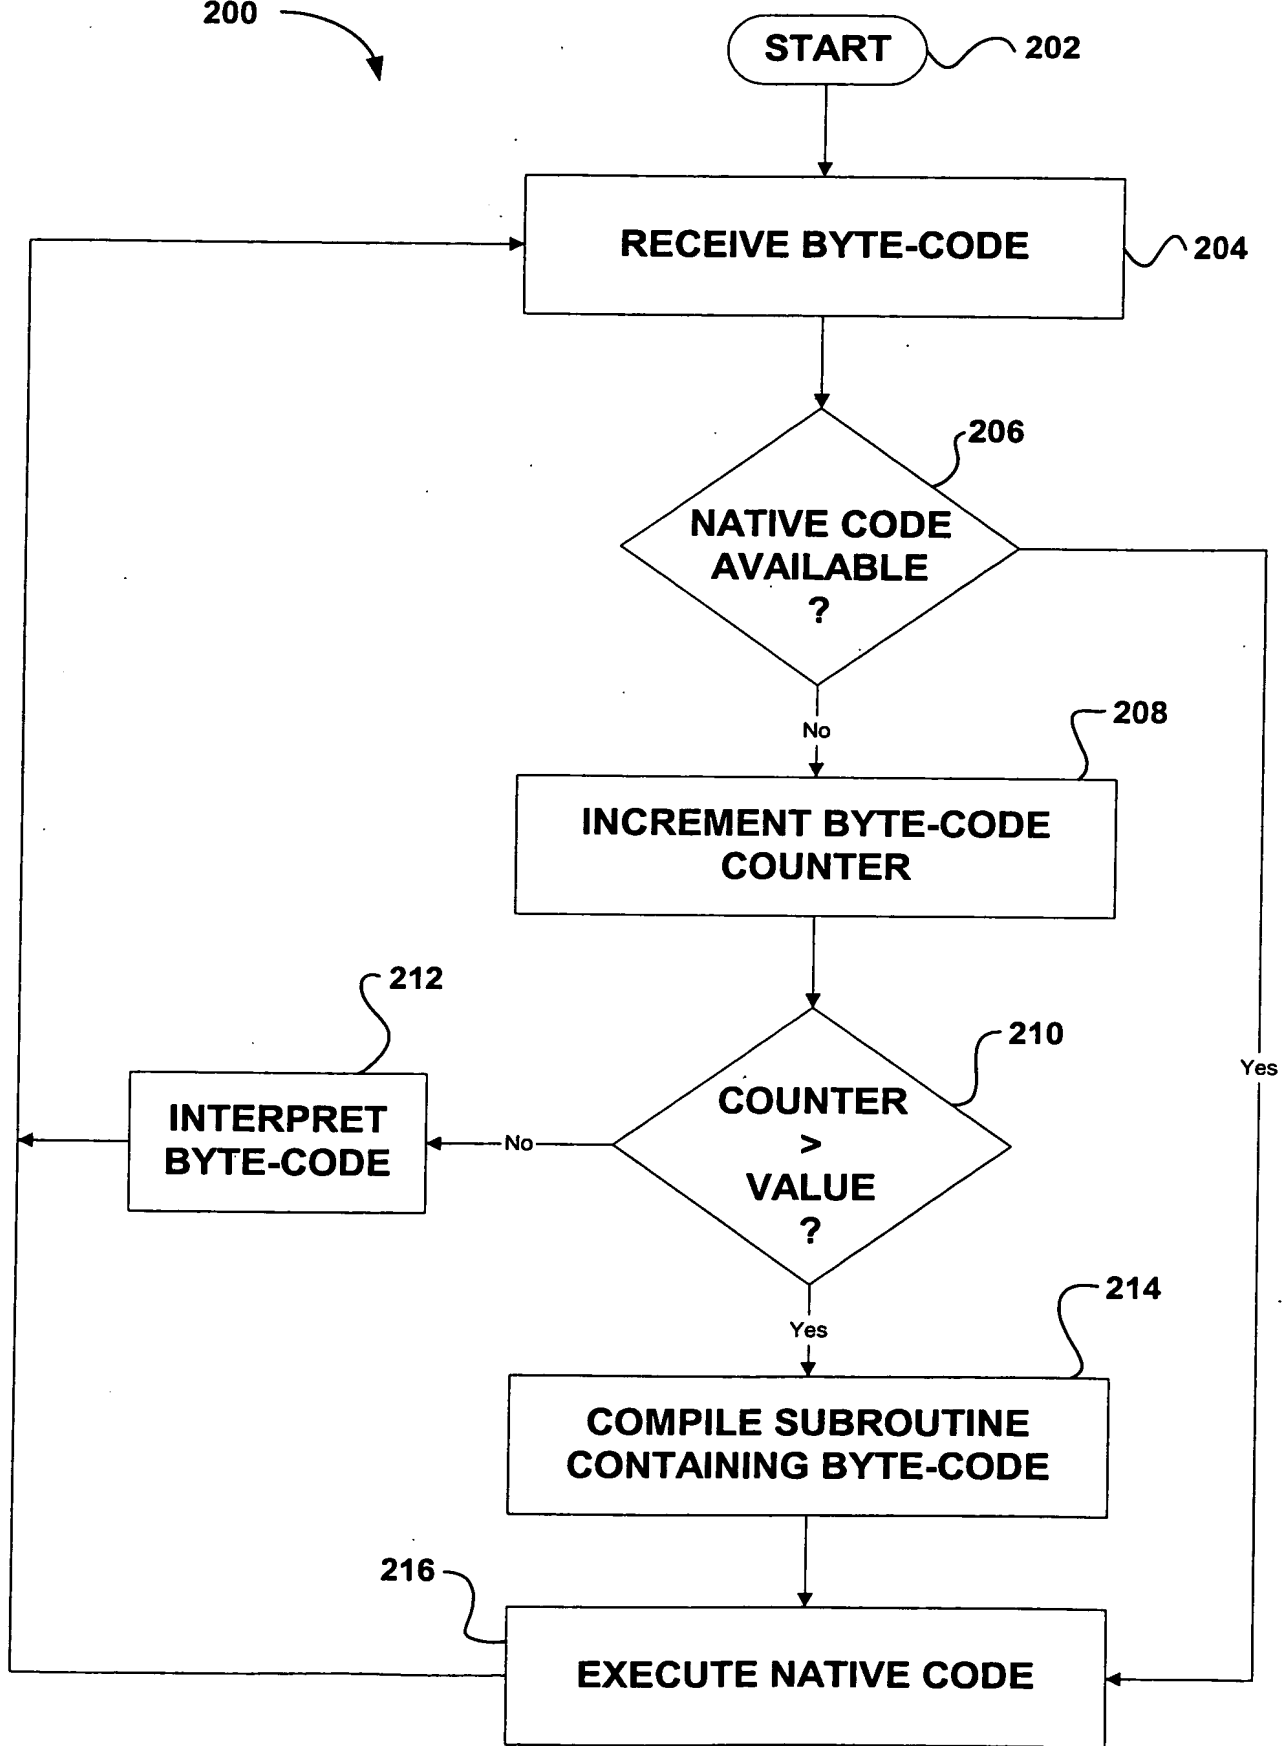 200
START
202
RECEIVE BYTE-CODE
204
206
NATIVE CODE
AVAILABLE
?
No
208
INCREMENT BYTE-CODE
COUNTER
212
210
Yes
COUNTER
>
VALUE
?
INTERPRET
BYTE-CODE
No
214
Yes
COMPILE SUBROUTINE
CONTAINING BYTE-CODE
216
EXECUTE NATIVE CODE